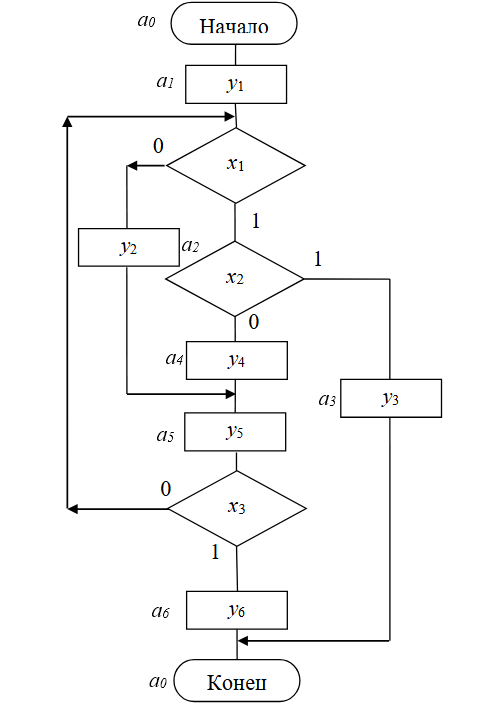 a0 Начало
a1 y1
0 x1
1
y2 a2
x2 1
0
a4 y4
a3 y3
a5 y5
0 x3
1
a6 y6
a0 Конец